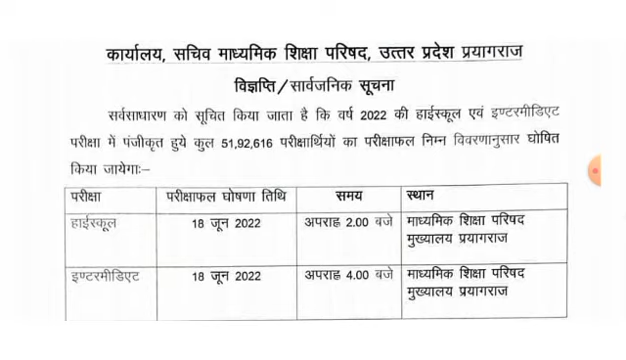 कार्यालय, सचिव माध्यमिक शिक्षा परिषद, उत्तर प्रदेश प्रयागराज
विज्ञप्ति/सार्वजनिक सूचना
सर्वसाधारण को सूचित किया जाता है कि वर्ष 2022 की हाईस्कूल एवं इण्टरमीडिएट
परीक्षा में पंजीकृत हुये कुल 51,92,616 परीक्षार्थियों का परीक्षाफल निम्न विवरणानुसार घोषित
किया जायेगाः–
परीक्षा परीक्षाफल घोषणा तिथि समय स्थान
हाईस्कूल 18 जून 2022 अपराह्न 2.00 बजे माध्यमिक शिक्षा परिषद
मुख्यालय प्रयागराज
इण्टरमीडिएट 18 जून 2022 अपराह्न 4.00 बजे माध्यमिक शिक्षा परिषद
मुख्यालय प्रयागराज